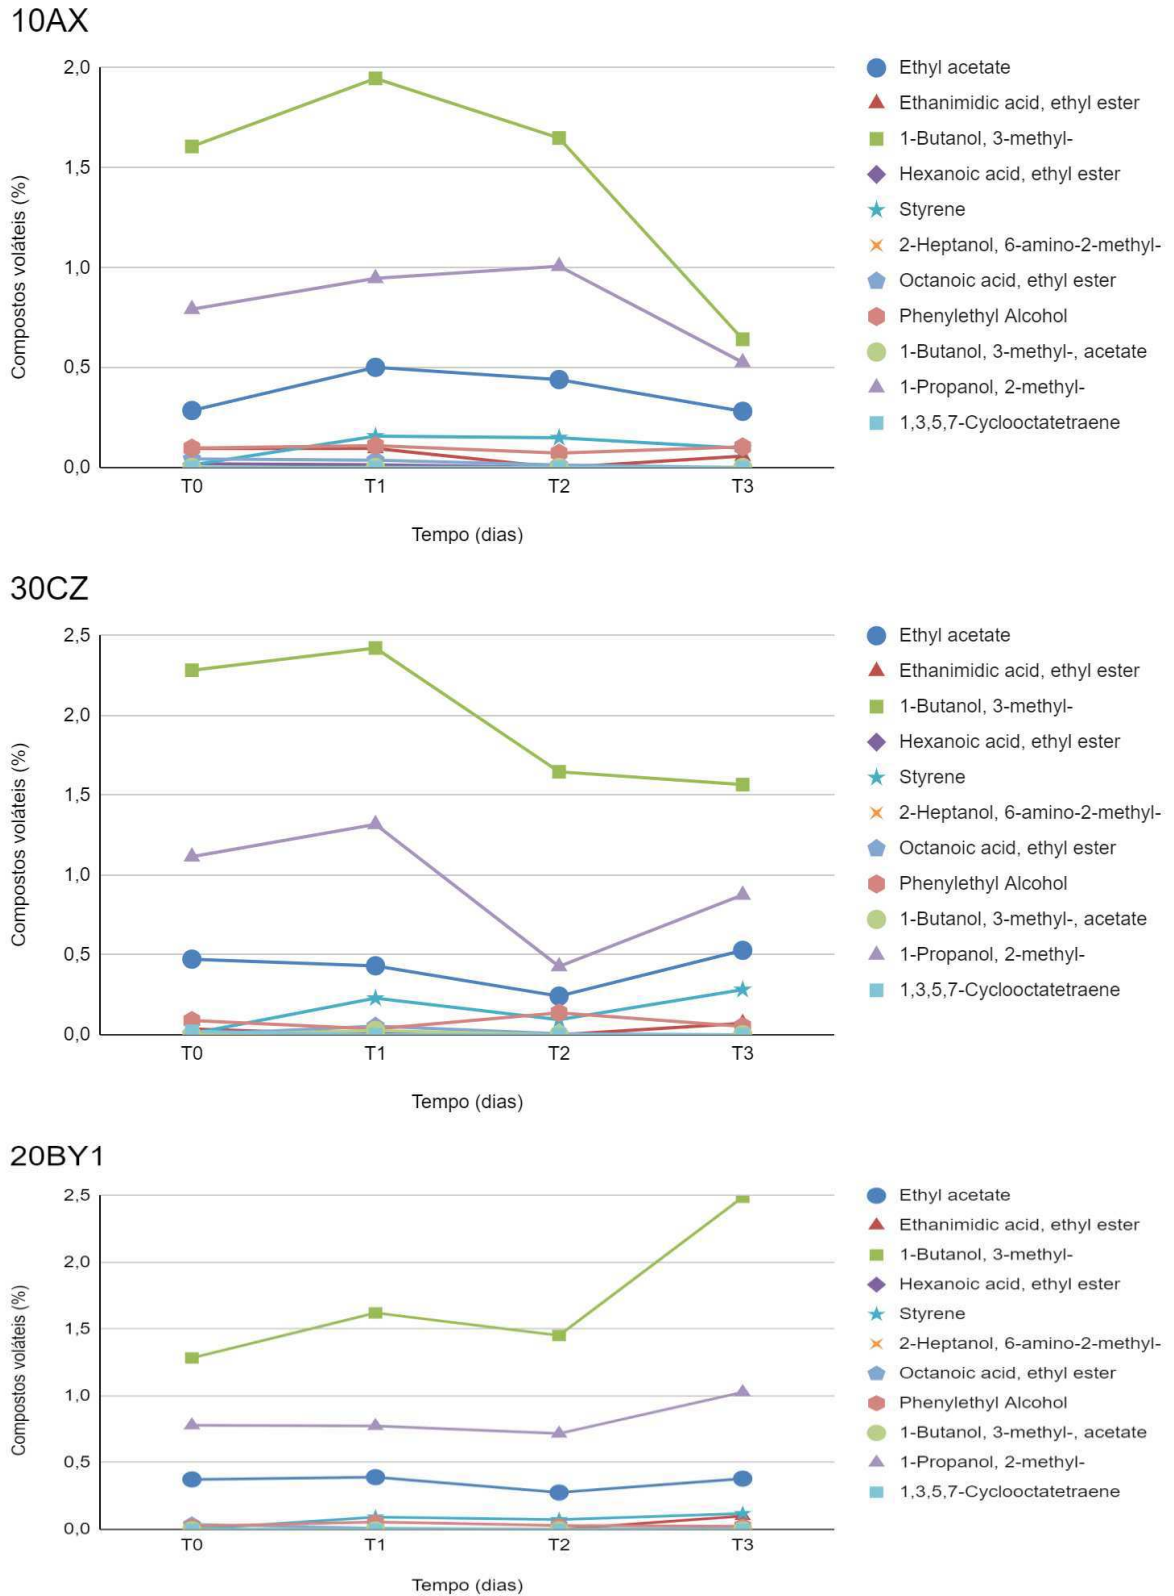 10AX
2,0
1,5
1,0
0,5
0,0
Compostos voláteis (%)
T0 T1 T2 T3
Tempo (dias)
Ethyl acetate
Ethanimidic acid, ethyl ester
1-Butanol, 3-methyl-
Hexanoic acid, ethyl ester
Styrene
2-Heptanol, 6-amino-2-methyl-
Octanoic acid, ethyl ester
Phenylethyl Alcohol
1-Butanol, 3-methyl-, acetate
1-Propanol, 2-methyl-
1,3,5,7-Cyclooctatetraene
30CZ
2,5
2,0
1,5
1,0
0,5
0,0
Compostos voláteis (%)
T0 T1 T2 T3
Tempo (dias)
Ethyl acetate
Ethanimidic acid, ethyl ester
1-Butanol, 3-methyl-
Hexanoic acid, ethyl ester
Styrene
2-Heptanol, 6-amino-2-methyl-
Octanoic acid, ethyl ester
Phenylethyl Alcohol
1-Butanol, 3-methyl-, acetate
1-Propanol, 2-methyl-
1,3,5,7-Cyclooctatetraene
20BY1
2,5
2,0
1,5
1,0
0,5
0,0
Compostos voláteis (%)
T0 T1 T2 T3
Tempo (dias)
Ethyl acetate
Ethanimidic acid, ethyl ester
1-Butanol, 3-methyl-
Hexanoic acid, ethyl ester
Styrene
2-Heptanol, 6-amino-2-methyl-
Octanoic acid, ethyl ester
Phenylethyl Alcohol
1-Butanol, 3-methyl-, acetate
1-Propanol, 2-methyl-
1,3,5,7-Cyclooctatetraene